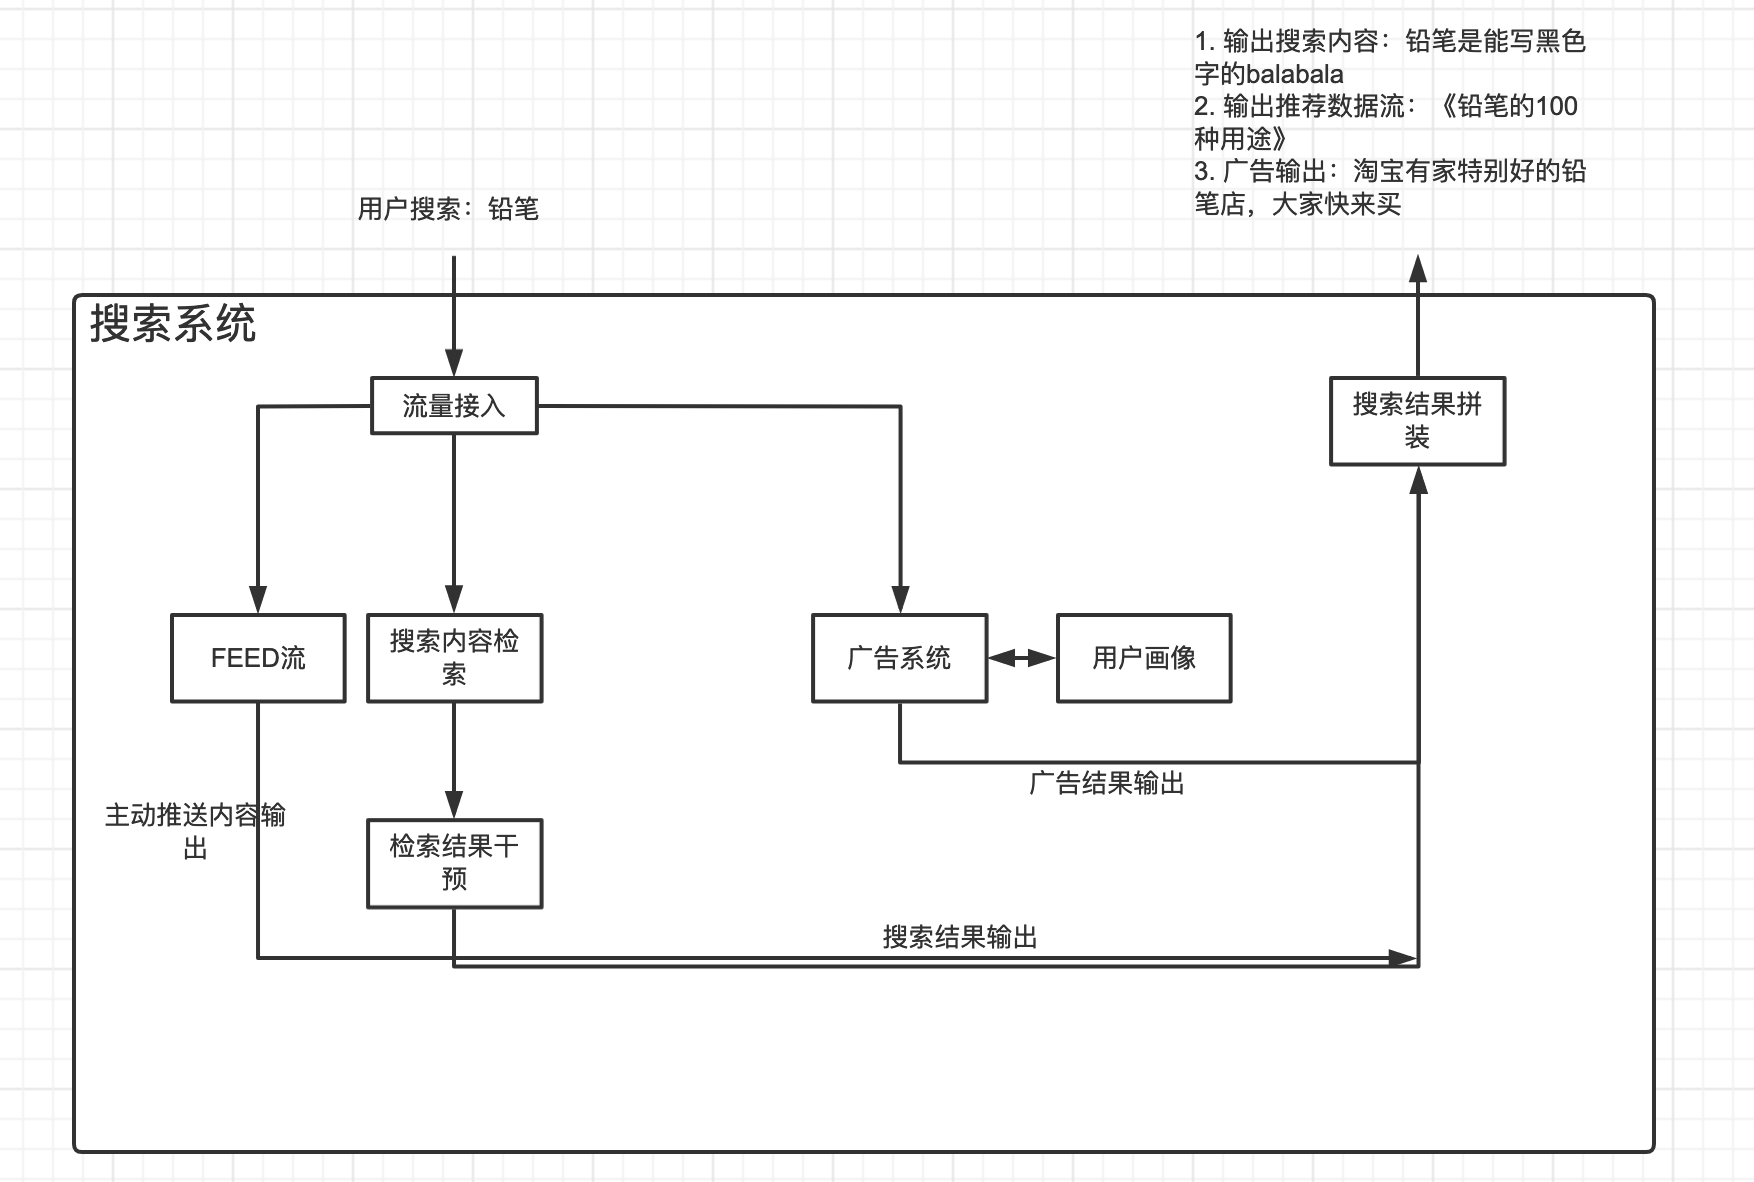 1. 输出搜索内容：铅笔是能写黑色
字的balabala
2. 输出推荐数据流：《铅笔的100
种用途》
3. 广告输出：淘宝有家特别好的铅
笔店，大家快来买
用户搜索：铅笔
搜索系统
流量接入
搜索结果拼
装
FEED流
搜索内容检
索
广告系统
用户画像
广告结果输出
主动推送内容输
出
检索结果干
预
搜索结果输出